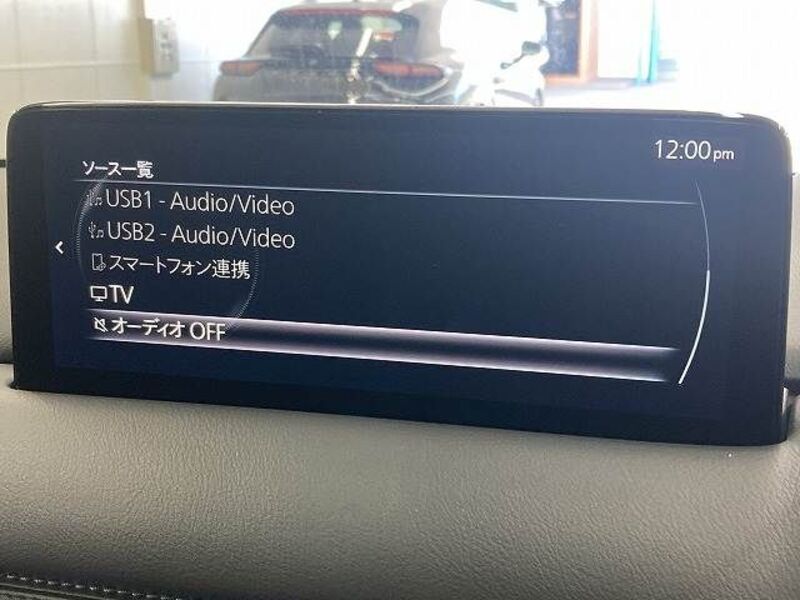 12:00pm
ソース一覧
USB1 - Audio/Video
USB2 - Audio/Video
スマートフォン連携
TV
オーディオ OFF